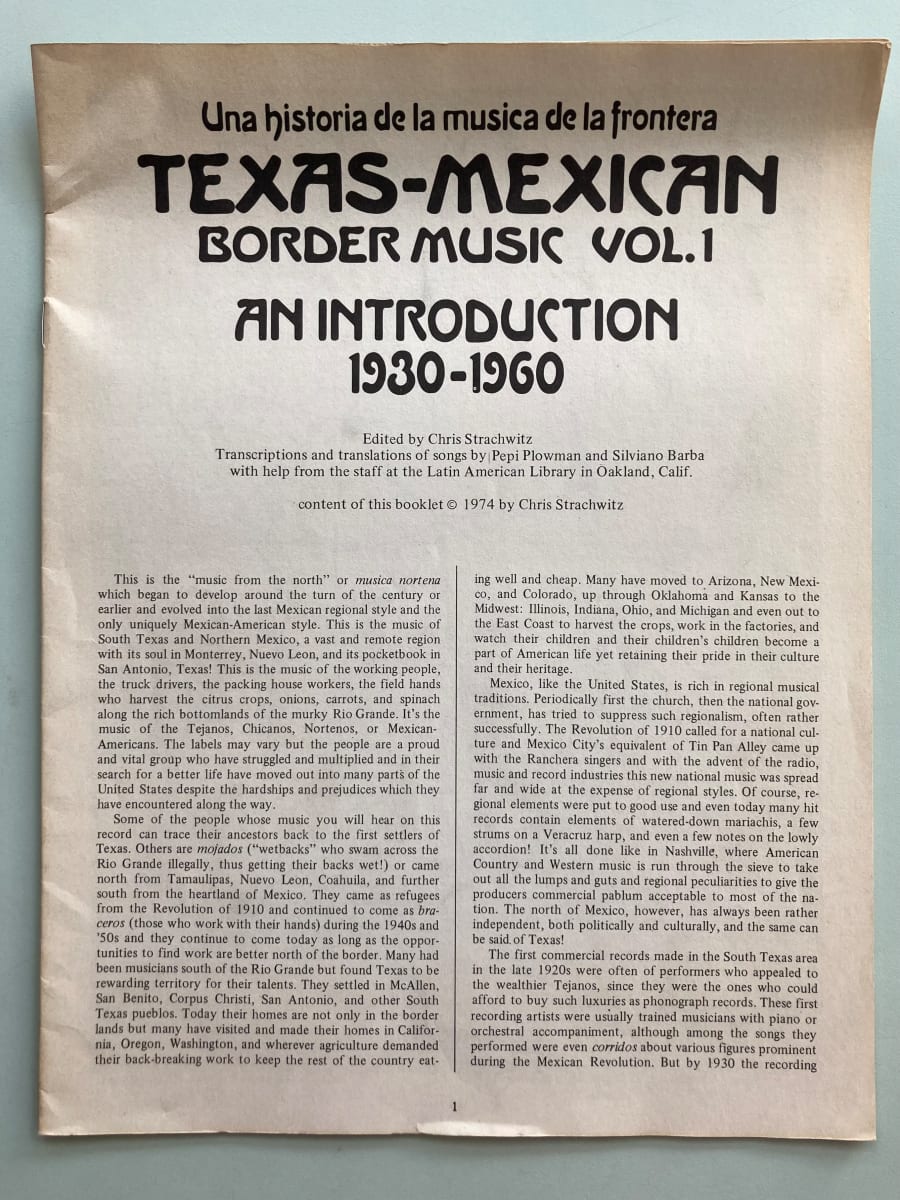 Una historia de la musica de la frontera
TEXAS-MEXICAN
BORDER MUSIC VOL.1
AN INTRODUCTION
1930-1960
Edited by Chris Strachwitz
Transcriptions and translations of songs by Pepi Plowman and Silviano Barba
with help from the staff at the Latin American Library in Oakland, Calif.
content of this booklet © 1974 by Chris Strachwitz
This is the “music from the north” or musica nortena
which began to develop around the turn of the century or
earlier and evolved into the last Mexican regional style and the
only uniquely Mexican-American style. This is the music of
South Texas and Northern Mexico, a vast and remote region
with its soul in Monterrey, Nuevo Leon, and its pocketbook in
San Antonio, Texas! This is the music of the working people,
the truck drivers, the packing house workers, the field hands
who harvest the citrus crops, onions, carrots, and spinach
along the rich bottomlands of the murky Rio Grande. It’s the
music of the Tejanos, Chicanos, Nortenos, or Mexican-
Americans. The labels may vary but the people are a proud
and vital group who have struggled and multiplied and in their
search for a better life have moved out into many parts of the
United States despite the hardships and prejudices which they
have encountered along the way.
Some of the people whose music you will hear on this
record can trace their ancestors back to the first settlers of
Texas. Others are mojados (“wetbacks” who swam across the
Rio Grande illegally, thus getting their backs wet!) or came
north from Tamaulipas, Nuevo Leon, Coahuila, and further
south from the heartland of Mexico. They came as refugees
from the Revolution of 1910 and continued to come as bra-
ceros (those who work with their hands) during the 1940s and
’50s and they continue to come today as long as the oppor-
tunities to find work are better north of the border. Many had
been musicians south of the Rio Grande but found Texas to be
rewarding territory for their talents. They settled in McAllen,
San Benito, Corpus Christi, San Antonio, and other South
Texas pueblos. Today their homes are not only in the border
lands but many have visited and made their homes in Califor-
nia, Oregon, Washington, and wherever agriculture demanded
their back-breaking work to keep the rest of the country eat-
ing well and cheap. Many have moved to Arizona, New Mexi-
co, and Colorado, up through Oklahoma and Kansas to the
Midwest: Illinois, Indiana, Ohio, and Michigan and even out to
the East Coast to harvest the crops, work in the factories, and
watch their children and their children’s children become a
part of American life yet retaining their pride in their culture
and their heritage.
Mexico, like the United States, is rich in regional musical
traditions. Periodically first the church, then the national gov-
ernment, has tried to suppress such regionalism, often rather
successfully. The Revolution of 1910 called for a national cul-
ture and Mexico City’s equivalent of Tin Pan Alley came up
with the Ranchera singers and with the advent of the radio,
music and record industries this new national music was spread
far and wide at the expense of regional styles. Of course, re-
gional elements were put to good use and even today many hit
records contain elements of watered-down mariachis, a few
strums on a Veracruz harp, and even a few notes on the lowly
accordion! It’s all done like in Nashville, where American
Country and Western music is run through the sieve to take
out all the lumps and guts and regional peculiarities to give the
producers commercial pablum acceptable to most of the na-
tion. The north of Mexico, however, has always been rather
independent, both politically and culturally, and the same can
be said of Texas!
The first commercial records made in the South Texas area
in the late 1920s were often of performers who appealed to
the wealthier Tejanos, since they were the ones who could
afford to buy such luxuries as phonograph records. These first
recording artists were usually trained musicians with piano or
orchestral accompaniment, although among the songs they
performed were even corridos about various figures prominent
during the Mexican Revolution. But by 1930 the recording
1